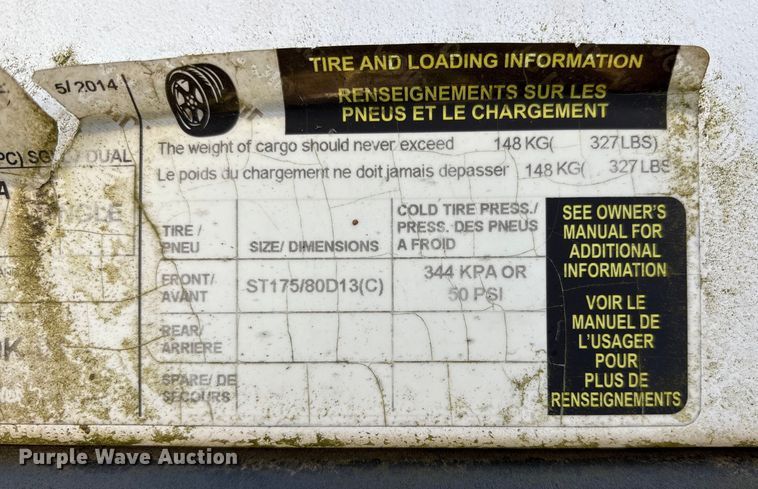 5/2014
TIRE AND LOADING INFORMATION
RENSEIGNEMENTS SUR LES
PNEUS ET LE CHARGEMENT
The weight of cargo should never exceed 148 KG( 327 LBS)
Le poids du chargement ne doit jamais depasser 148 KG( 327 LBS
PC) DUAL
A
TIRE /
PNEU
SIZE/ DIMENSIONS
COLD TIRE PRESS./
PRESS. DES PNEUS
A FROID
FRONT/
AVANT
ST175/80D13(C)
344 KPA OR
50 PSI
REAR/
ARRIERE
SPARE/ DE
SECOURS
SEE OWNER'S
MANUAL FOR
ADDITIONAL
INFORMATION
VOIR LE
MANUEL DE
L'USAGER
POUR
PLUS DE
RENSEIGNEMENTS
Purple Wave Auction